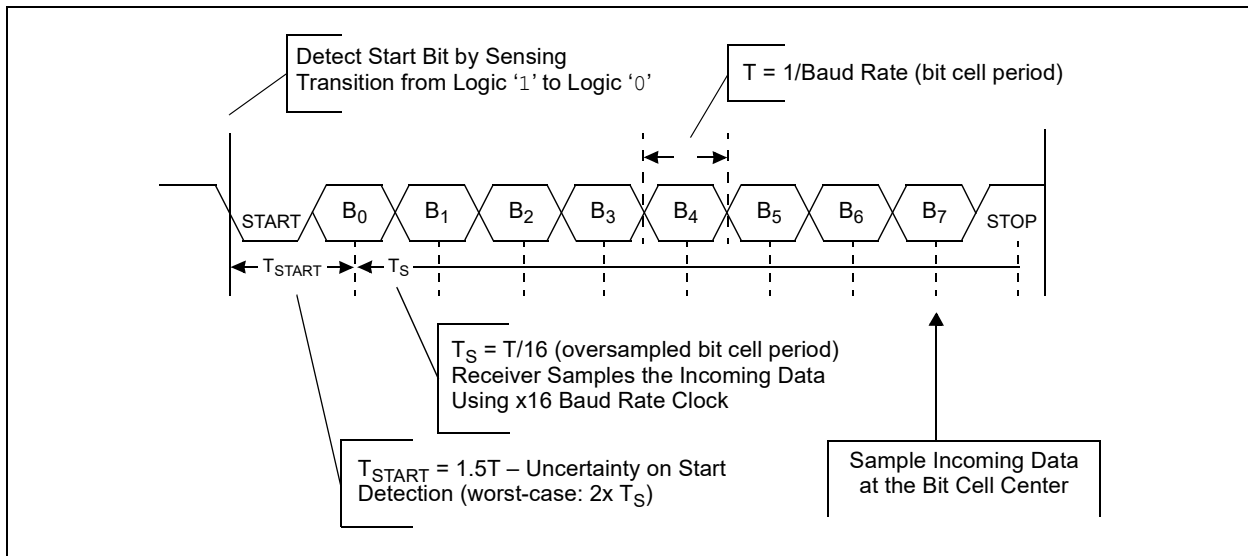 Detect Start Bit by Sensing
Transition from Logic ‘1’ to Logic ‘0’
T = 1/Baud Rate (bit cell period)
START B0 B1 B2 B3 B4 B5 B6 B7 STOP
TSTART TS
TS = T/16 (oversampled bit cell period)
Receiver Samples the Incoming Data
Using x16 Baud Rate Clock
TSTART = 1.5T – Uncertainty on Start
Detection (worst-case: 2x TS)
Sample Incoming Data
at the Bit Cell Center